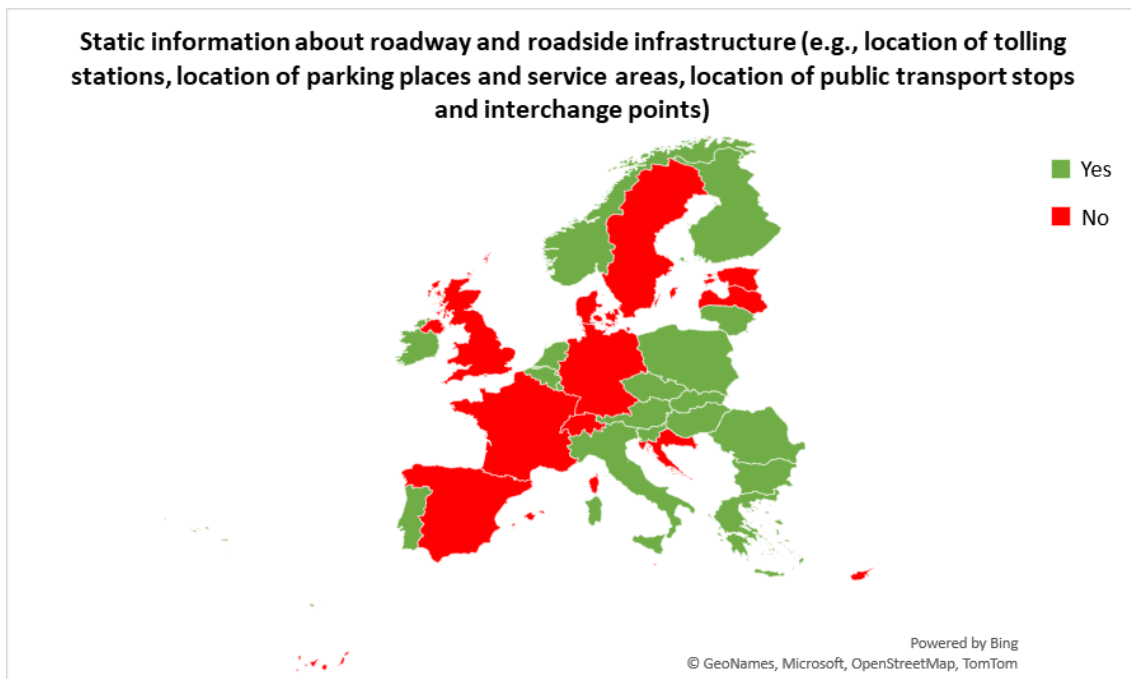 Static information about roadway and roadside infrastructure (e.g., location of tolling
stations, location of parking places and service areas, location of public transport stops
and interchange points)
Yes
No
Powered by Bing
© GeoNames, Microsoft, OpenStreetMap, TomTom